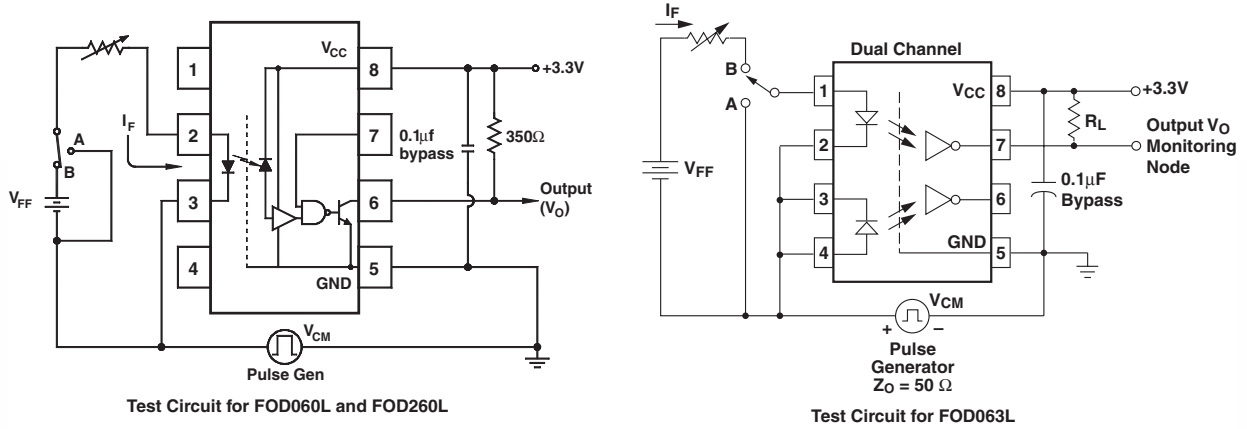 V_CC
1
8
+3.3V
I_F
2
7
0.1μf
bypass
350Ω
A
B
V_FF
3
6
Output
(V_O)
4
5
GND
V_CM
Pulse Gen
Test Circuit for FOD060L and FOD260L
I_F
Dual Channel
B
A
1
V_CC
8
+3.3V
R_L
2
7
Output V_O
Monitoring
Node
V_FF
3
6
0.1μF
Bypass
4
GND
5
V_CM
+
–
Pulse
Generator
Z_O = 50 Ω
Test Circuit for FOD063L